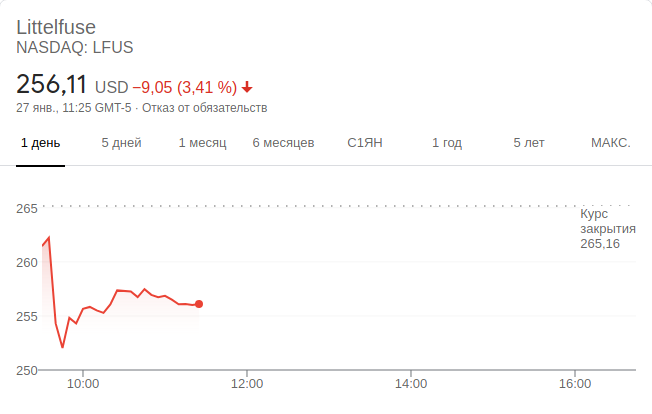 Littelfuse
NASDAQ: LFUS
256,11 USD −9,05 (3,41 %)
27 янв., 11:25 GMT-5 · Отказ от обязательств
1 день 5 дней 1 месяц 6 месяцев С1ЯН 1 год 5 лет МАКС.
265
Курс
закрытия
265,16
260
255
250
10:00 12:00 14:00 16:00